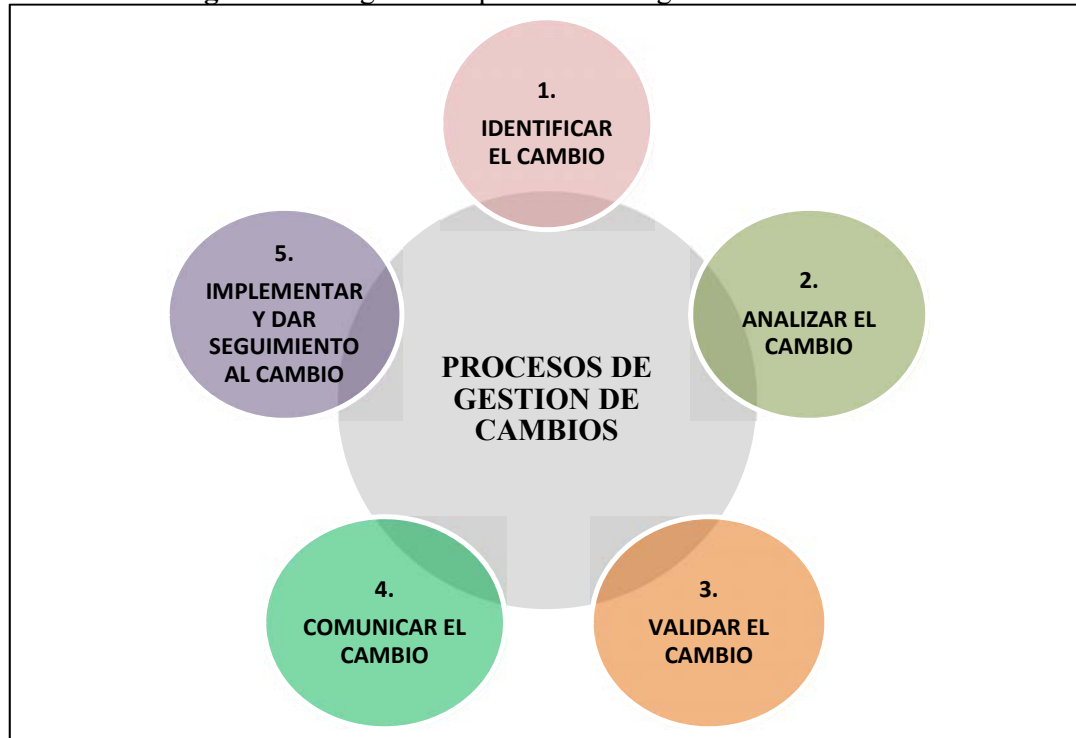 1.
IDENTIFICAR
EL CAMBIO
2.
ANALIZAR EL
CAMBIO
3.
VALIDAR EL
CAMBIO
4.
COMUNICAR EL
CAMBIO
5.
IMPLEMENTAR
Y DAR
SEGUIMIENTO
AL CAMBIO
PROCESOS DE
GESTION DE
CAMBIOS